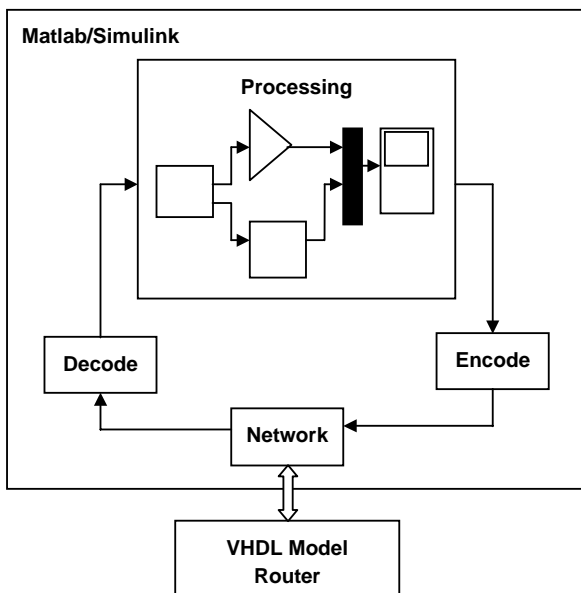 Matlab/Simulink
Processing
Decode
Encode
Network
VHDL Model
Router